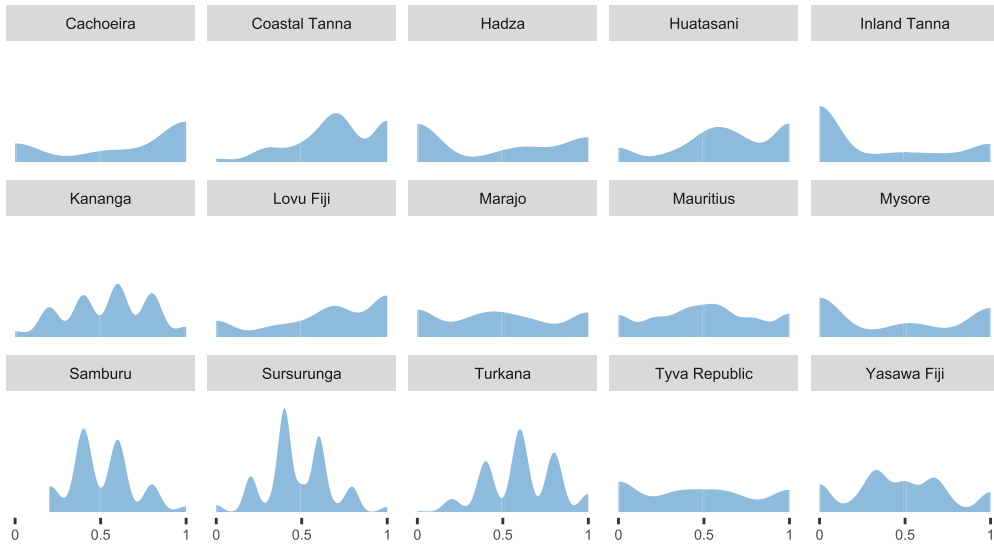 Cachoeira
Coastal Tanna
Hadza
Huatasani
Inland Tanna
Kananga
Lovu Fiji
Marajo
Mauritius
Mysore
Samburu
Sursurunga
Turkana
Tyva Republic
Yasawa Fiji
0 0.5 1 0 0.5 1 0 0.5 1 0 0.5 1 0 0.5 1